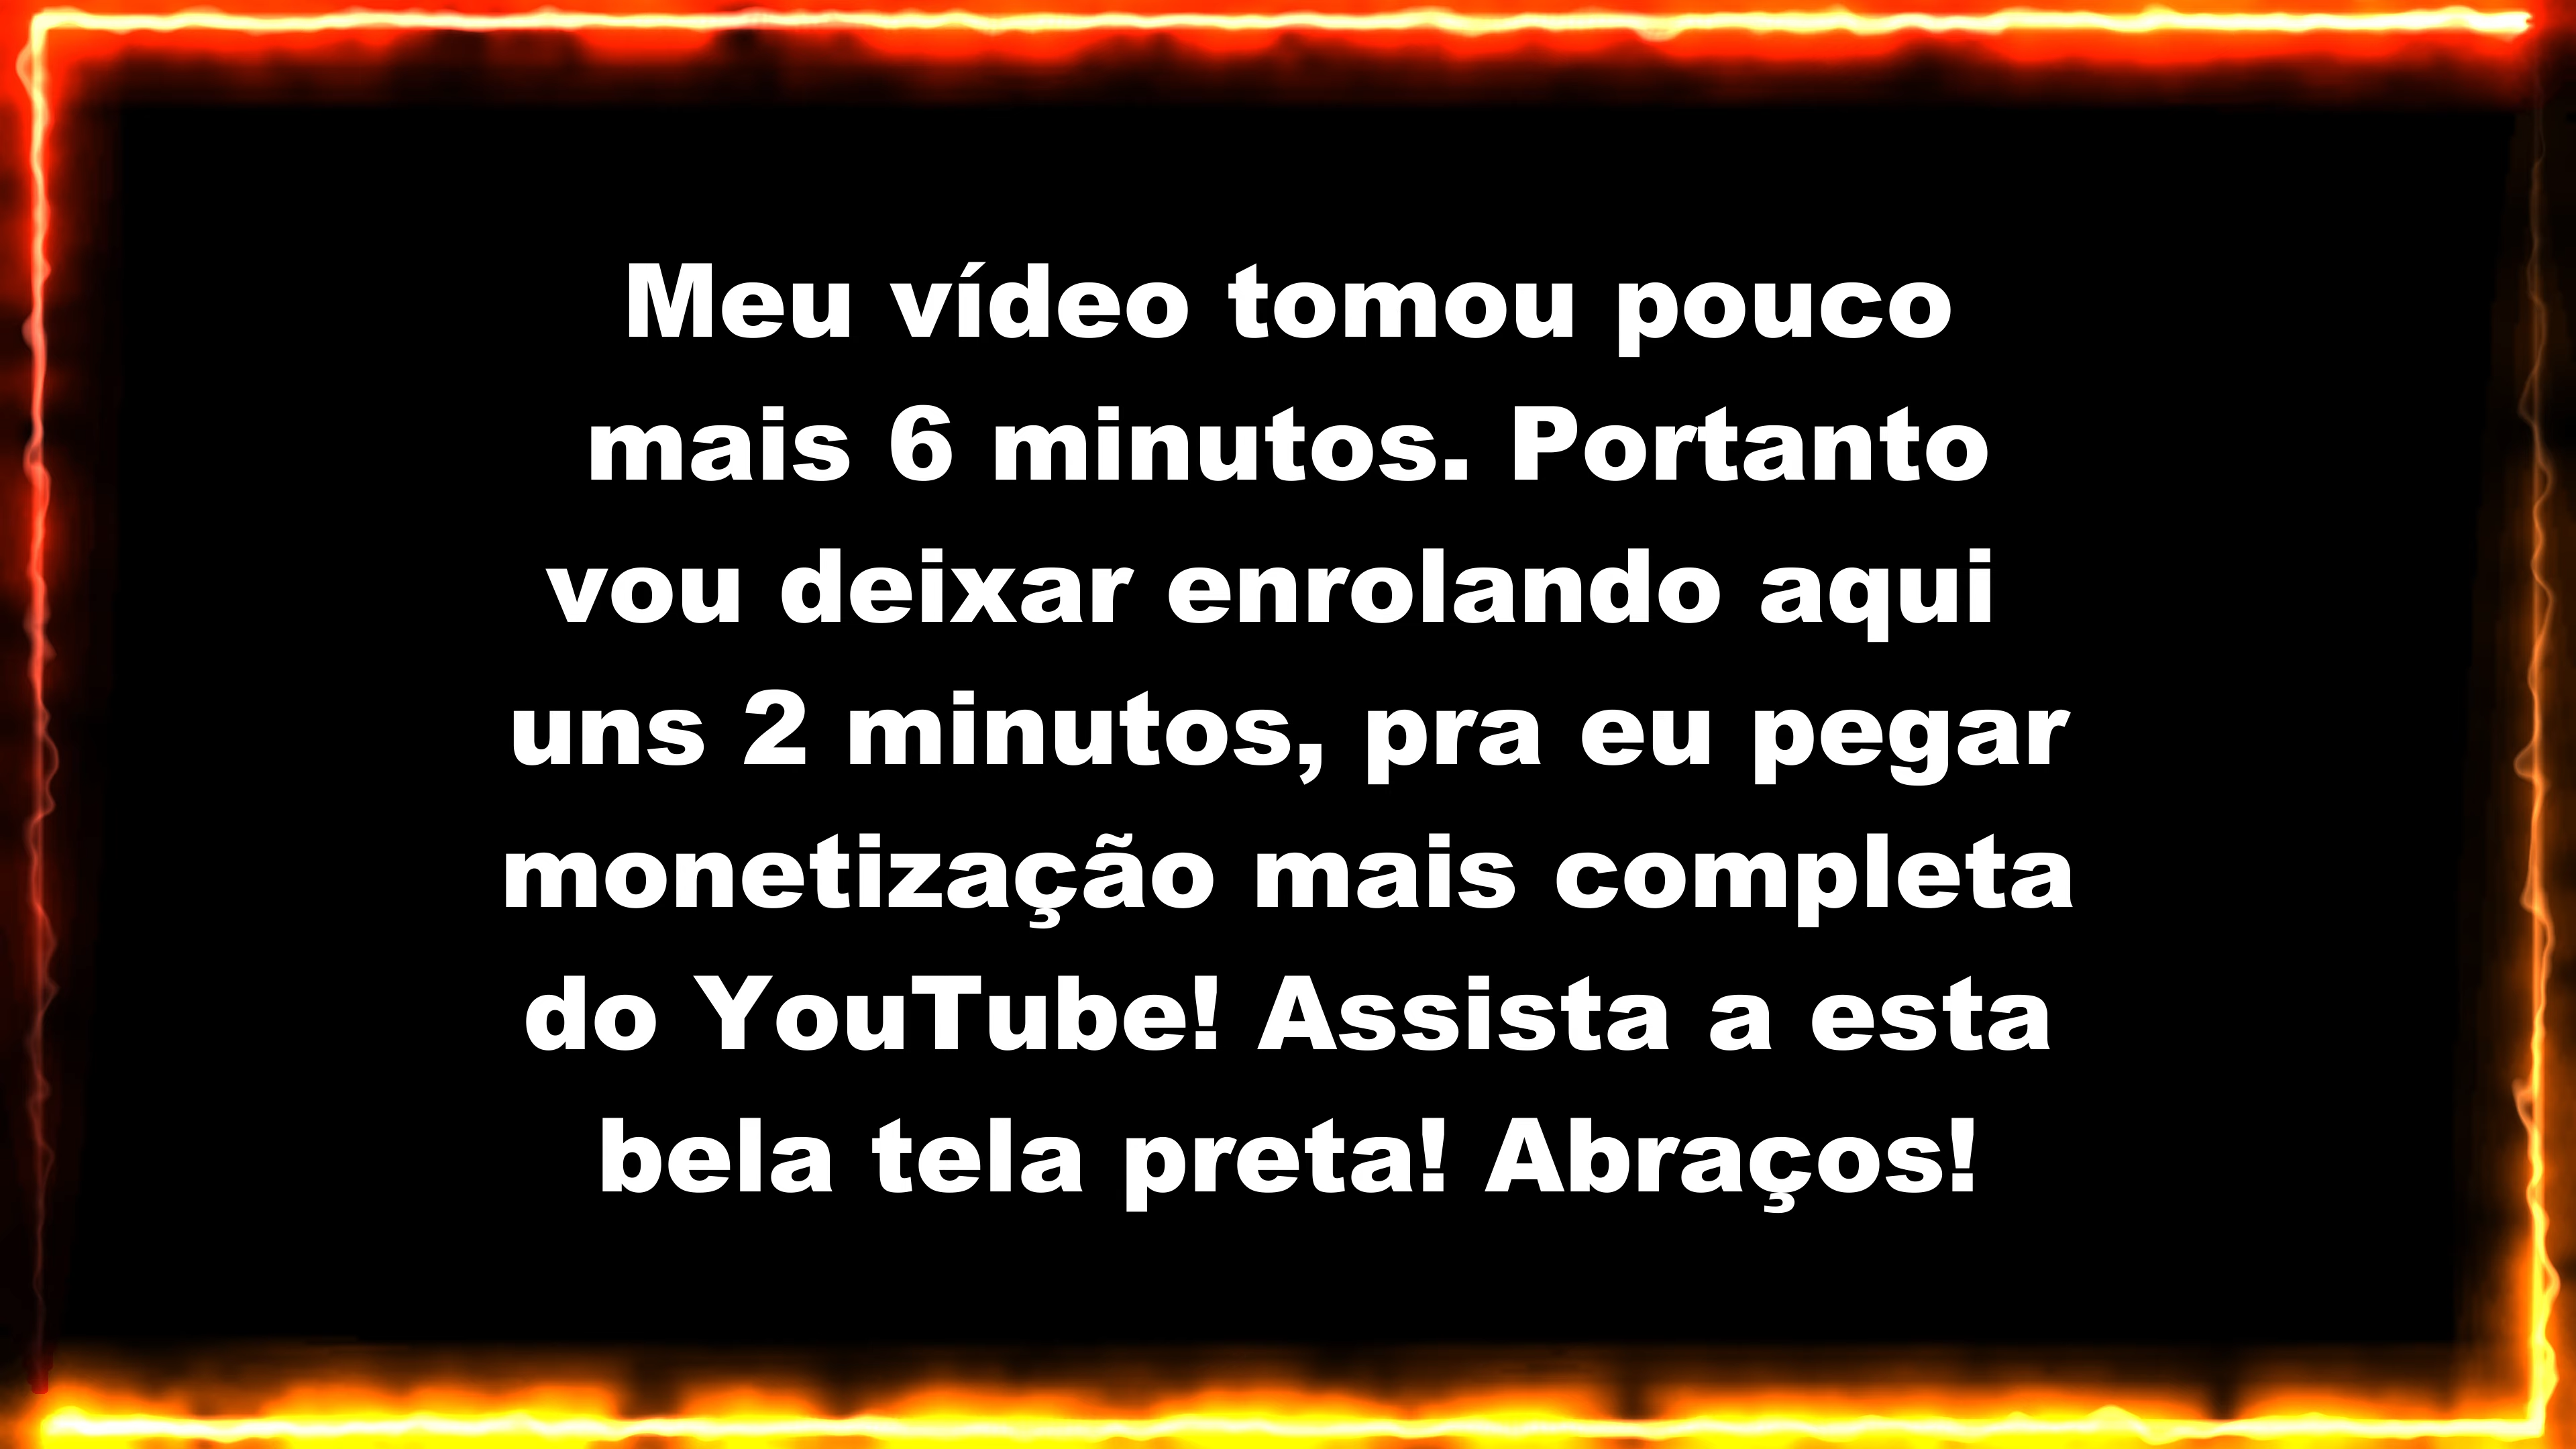 Meu vídeo tomou pouco
mais 6 minutos. Portanto
vou deixar enrolando aqui
uns 2 minutos, pra eu pegar
monetização mais completa
do YouTube! Assista a esta
bela tela preta! Abraços!